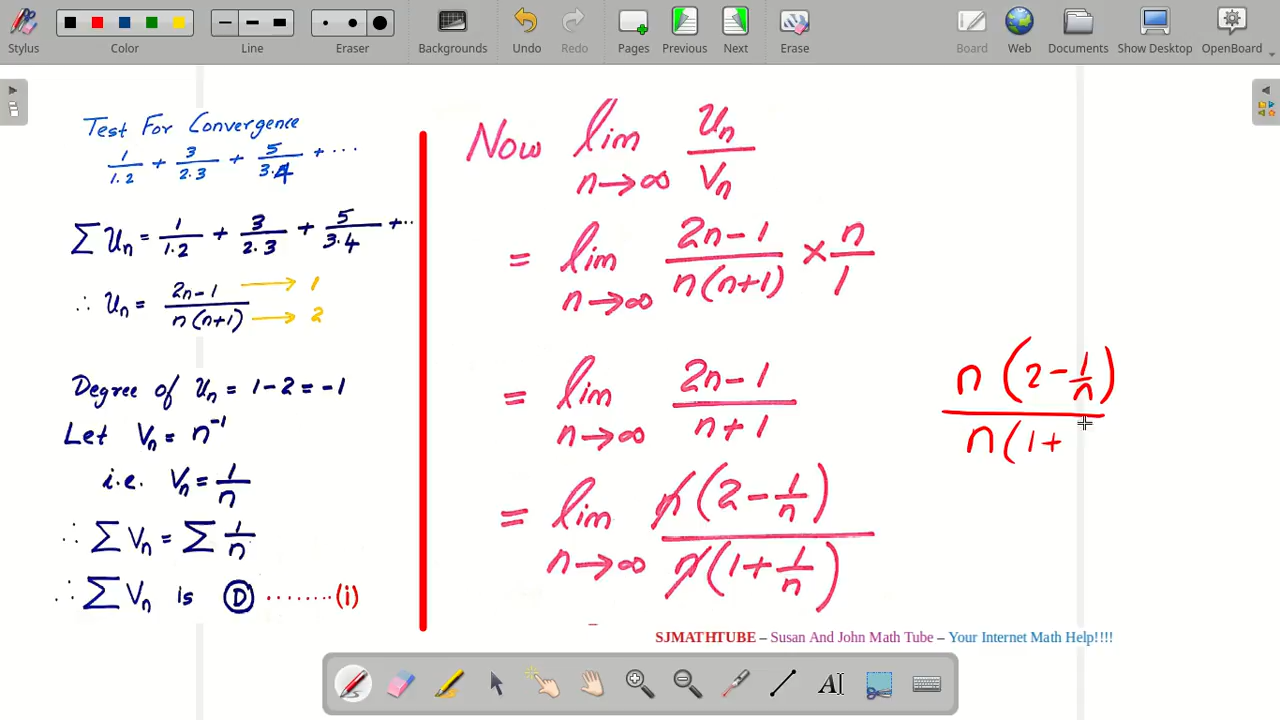 Stylus Color Line Eraser Backgrounds Undo Redo Pages Previous Next Erase Board Web Documents Show Desktop OpenBoard
Test For Convergence
1/1.2 + 3/2.3 + 5/3.4 + ...
∑ Un = 1/1.2 + 3/2.3 + 5/3.4 + ..
∴ Un = 2n-1/n(n+1) → 1 → 2
Degree of Un = 1-2 = -1
Let Vn = n⁻¹
i.e. Vn = 1/n
∴ ∑ Vn = ∑ 1/n
∴ ∑ Vn is D .......(i)
Now lim n→∞ Un/Vn
= lim n→∞ 2n-1/n(n+1) × n/1
= lim n→∞ 2n-1/n+1
= lim n→∞ n(2-1/n)/n(1+1/n)
n(2-1/n)
n(1+
SJMATHTUBE – Susan And John Math Tube – Your Internet Math Help!!!!
AI